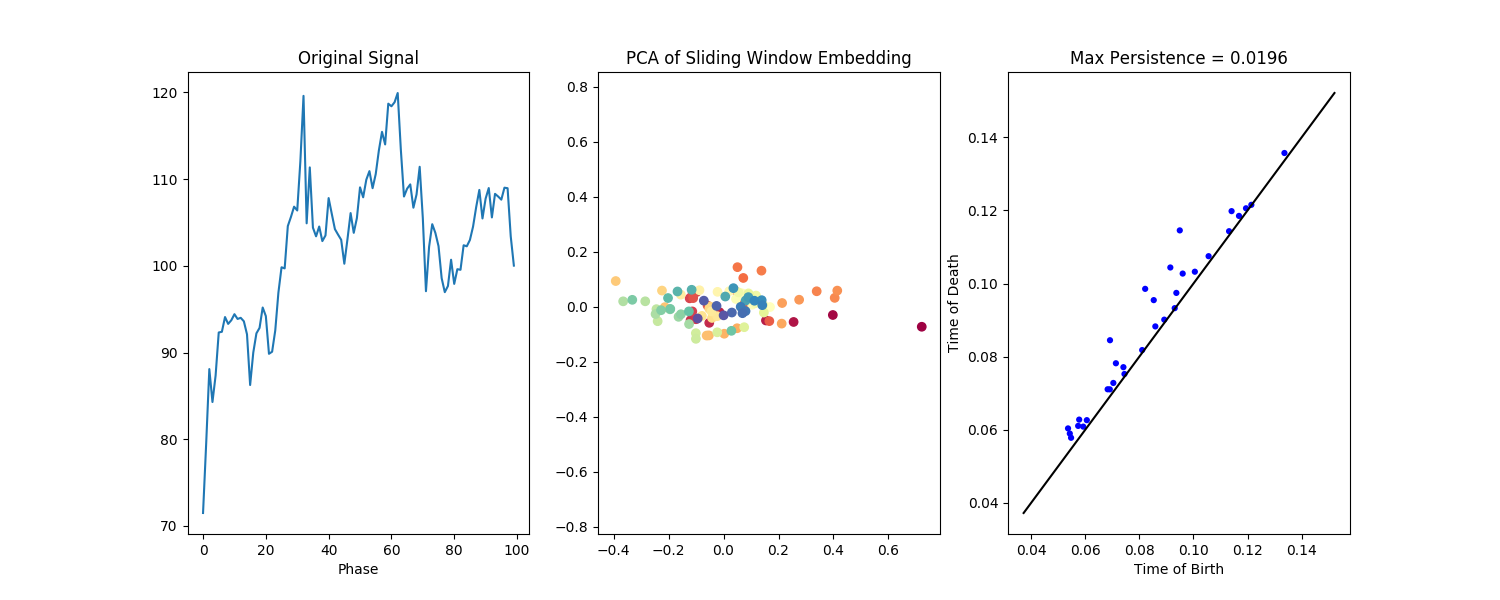 Original Signal
120
110
100
90
80
70
0 20 40 60 80 100
Phase
PCA of Sliding Window Embedding
0.8
0.6
0.4
0.2
0.0
−0.2
−0.4
−0.6
−0.8
−0.4 −0.2 0.0 0.2 0.4 0.6
Max Persistence = 0.0196
Time of Death
0.14
0.12
0.10
0.08
0.06
0.04
0.04 0.06 0.08 0.10 0.12 0.14
Time of Birth